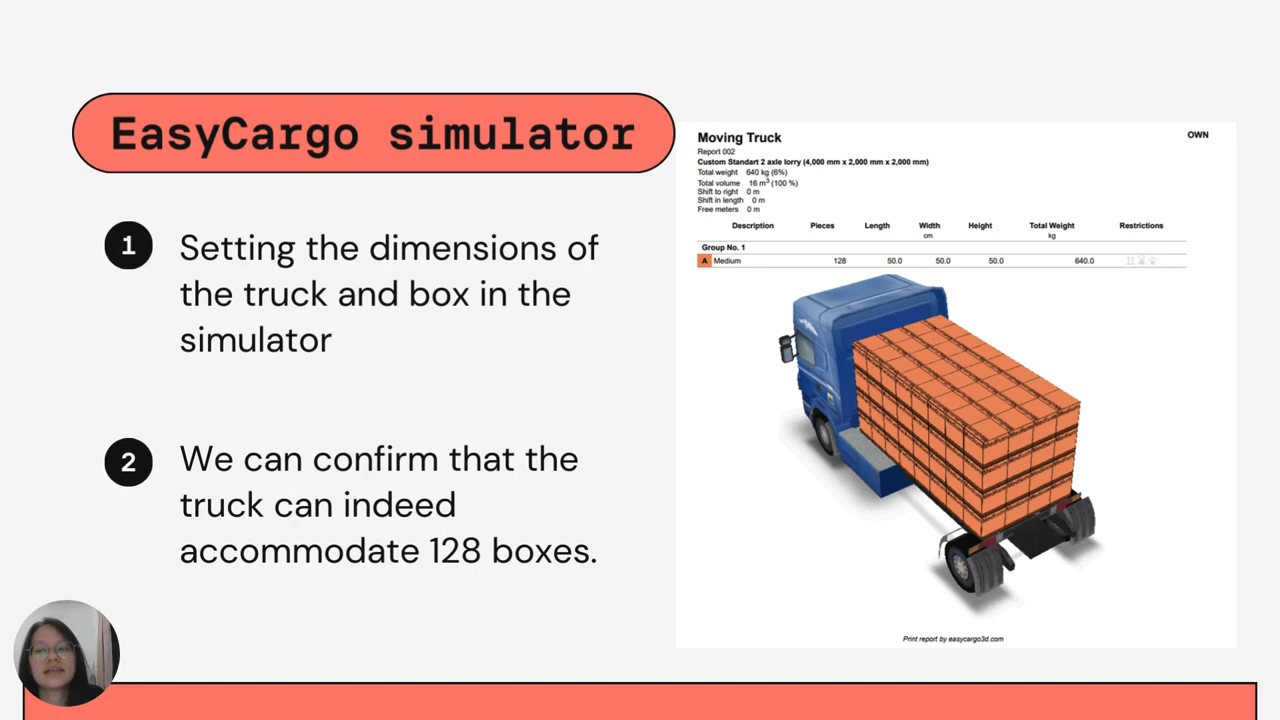 EasyCargo simulator
1
Setting the dimensions of
the truck and box in the
simulator
2
We can confirm that the
truck can indeed
accommodate 128 boxes.
Moving Truck
OWN
Report 002
Custom Standart 2 axle lorry (4,000 mm x 2,000 mm x 2,000 mm)
Total weight 640 kg (6%)
Total volume 16 m³ (100 %)
Shift to right 0 m
Shift in length 0 m
Free meters 0 m
Description Pieces Length Width Height Total Weight Restrictions
cm kg
Group No. 1
A Medium 128 50.0 50.0 50.0 640.0
Print report by easycargo3d.com